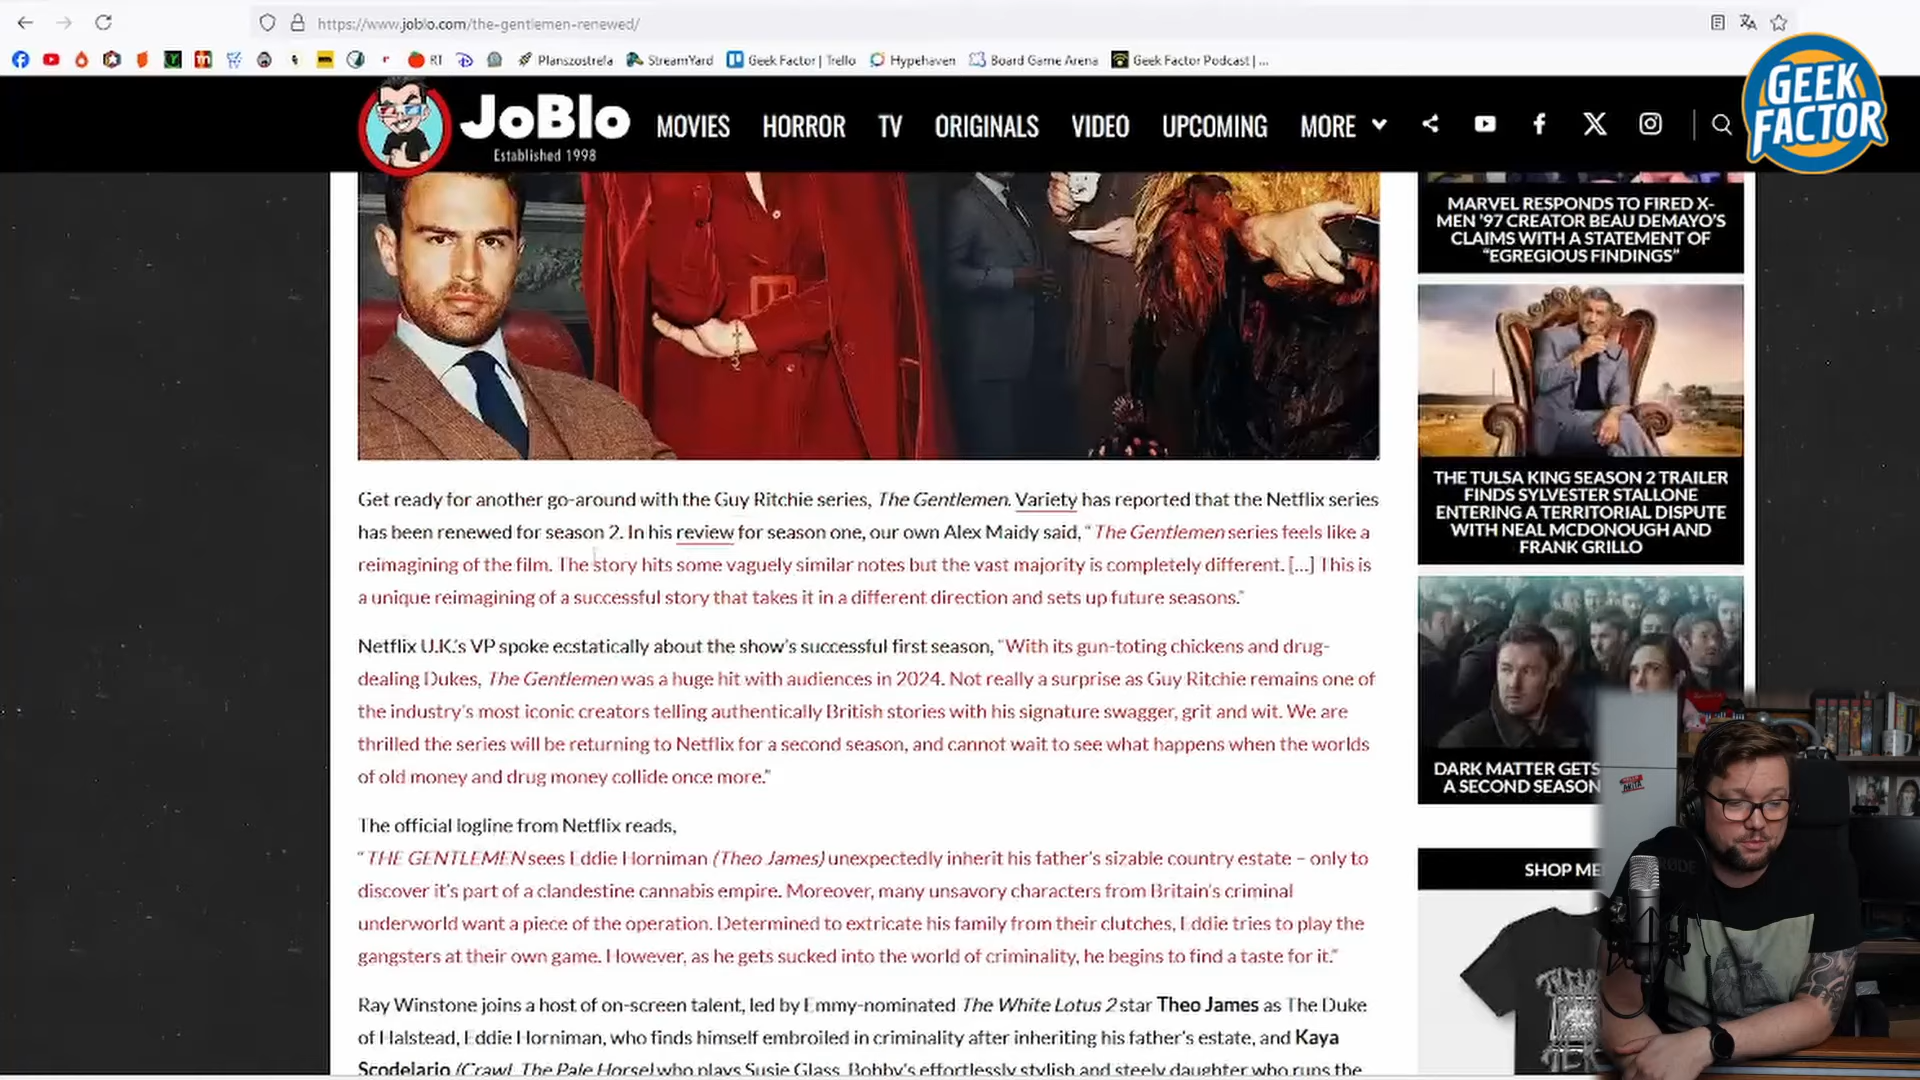 https://www.joblo.com/the-gentlemen-renewed/
RT
Planszostrefa
StreamYard
Geek Factor | Trello
Hypehaven
Board Game Arena
Geek Factor Podcast | ...
GEEK
FACTOR
JoBlo
Established 1998
MOVIES
HORROR
TV
ORIGINALS
VIDEO
UPCOMING
MORE
MARVEL RESPONDS TO FIRED X-
MEN '97 CREATOR BEAU DEMAYO'S
CLAIMS WITH A STATEMENT OF
"EGREGIOUS FINDINGS"
THE TULSA KING SEASON 2 TRAILER
FINDS SYLVESTER STALLONE
ENTERING A TERRITORIAL DISPUTE
WITH NEAL MCDONOUGH AND
FRANK GRILLO
DARK MATTER GETS
A SECOND SEASON
Get ready for another go-around with the Guy Ritchie series, The Gentlemen. Variety has reported that the Netflix series
has been renewed for season 2. In his review for season one, our own Alex Maidy said, "The Gentlemen series feels like a
reimagining of the film. The story hits some vaguely similar notes but the vast majority is completely different. [...] This is
a unique reimagining of a successful story that takes it in a different direction and sets up future seasons."
Netflix U.K.'s VP spoke ecstatically about the show's successful first season, "With its gun-toting chickens and drug-
dealing Dukes, The Gentlemen was a huge hit with audiences in 2024. Not really a surprise as Guy Ritchie remains one of
the industry's most iconic creators telling authentically British stories with his signature swagger, grit and wit. We are
thrilled the series will be returning to Netflix for a second season, and cannot wait to see what happens when the worlds
of old money and drug money collide once more."
The official logline from Netflix reads,
"THE GENTLEMEN sees Eddie Horniman (Theo James) unexpectedly inherit his father's sizable country estate – only to
discover it's part of a clandestine cannabis empire. Moreover, many unsavory characters from Britain's criminal
underworld want a piece of the operation. Determined to extricate his family from their clutches, Eddie tries to play the
gangsters at their own game. However, as he gets sucked into the world of criminality, he begins to find a taste for it."
Ray Winstone joins a host of on-screen talent, led by Emmy-nominated The White Lotus 2 star Theo James as The Duke
of Halstead, Eddie Horniman, who finds himself embroiled in criminality after inheriting his father's estate, and Kaya
Scodelario (Crawl, The Pale Horse) who plays Susie Glass, Bobby's effortlessly stylish and steely daughter who runs the
SHOP ME
RØDE